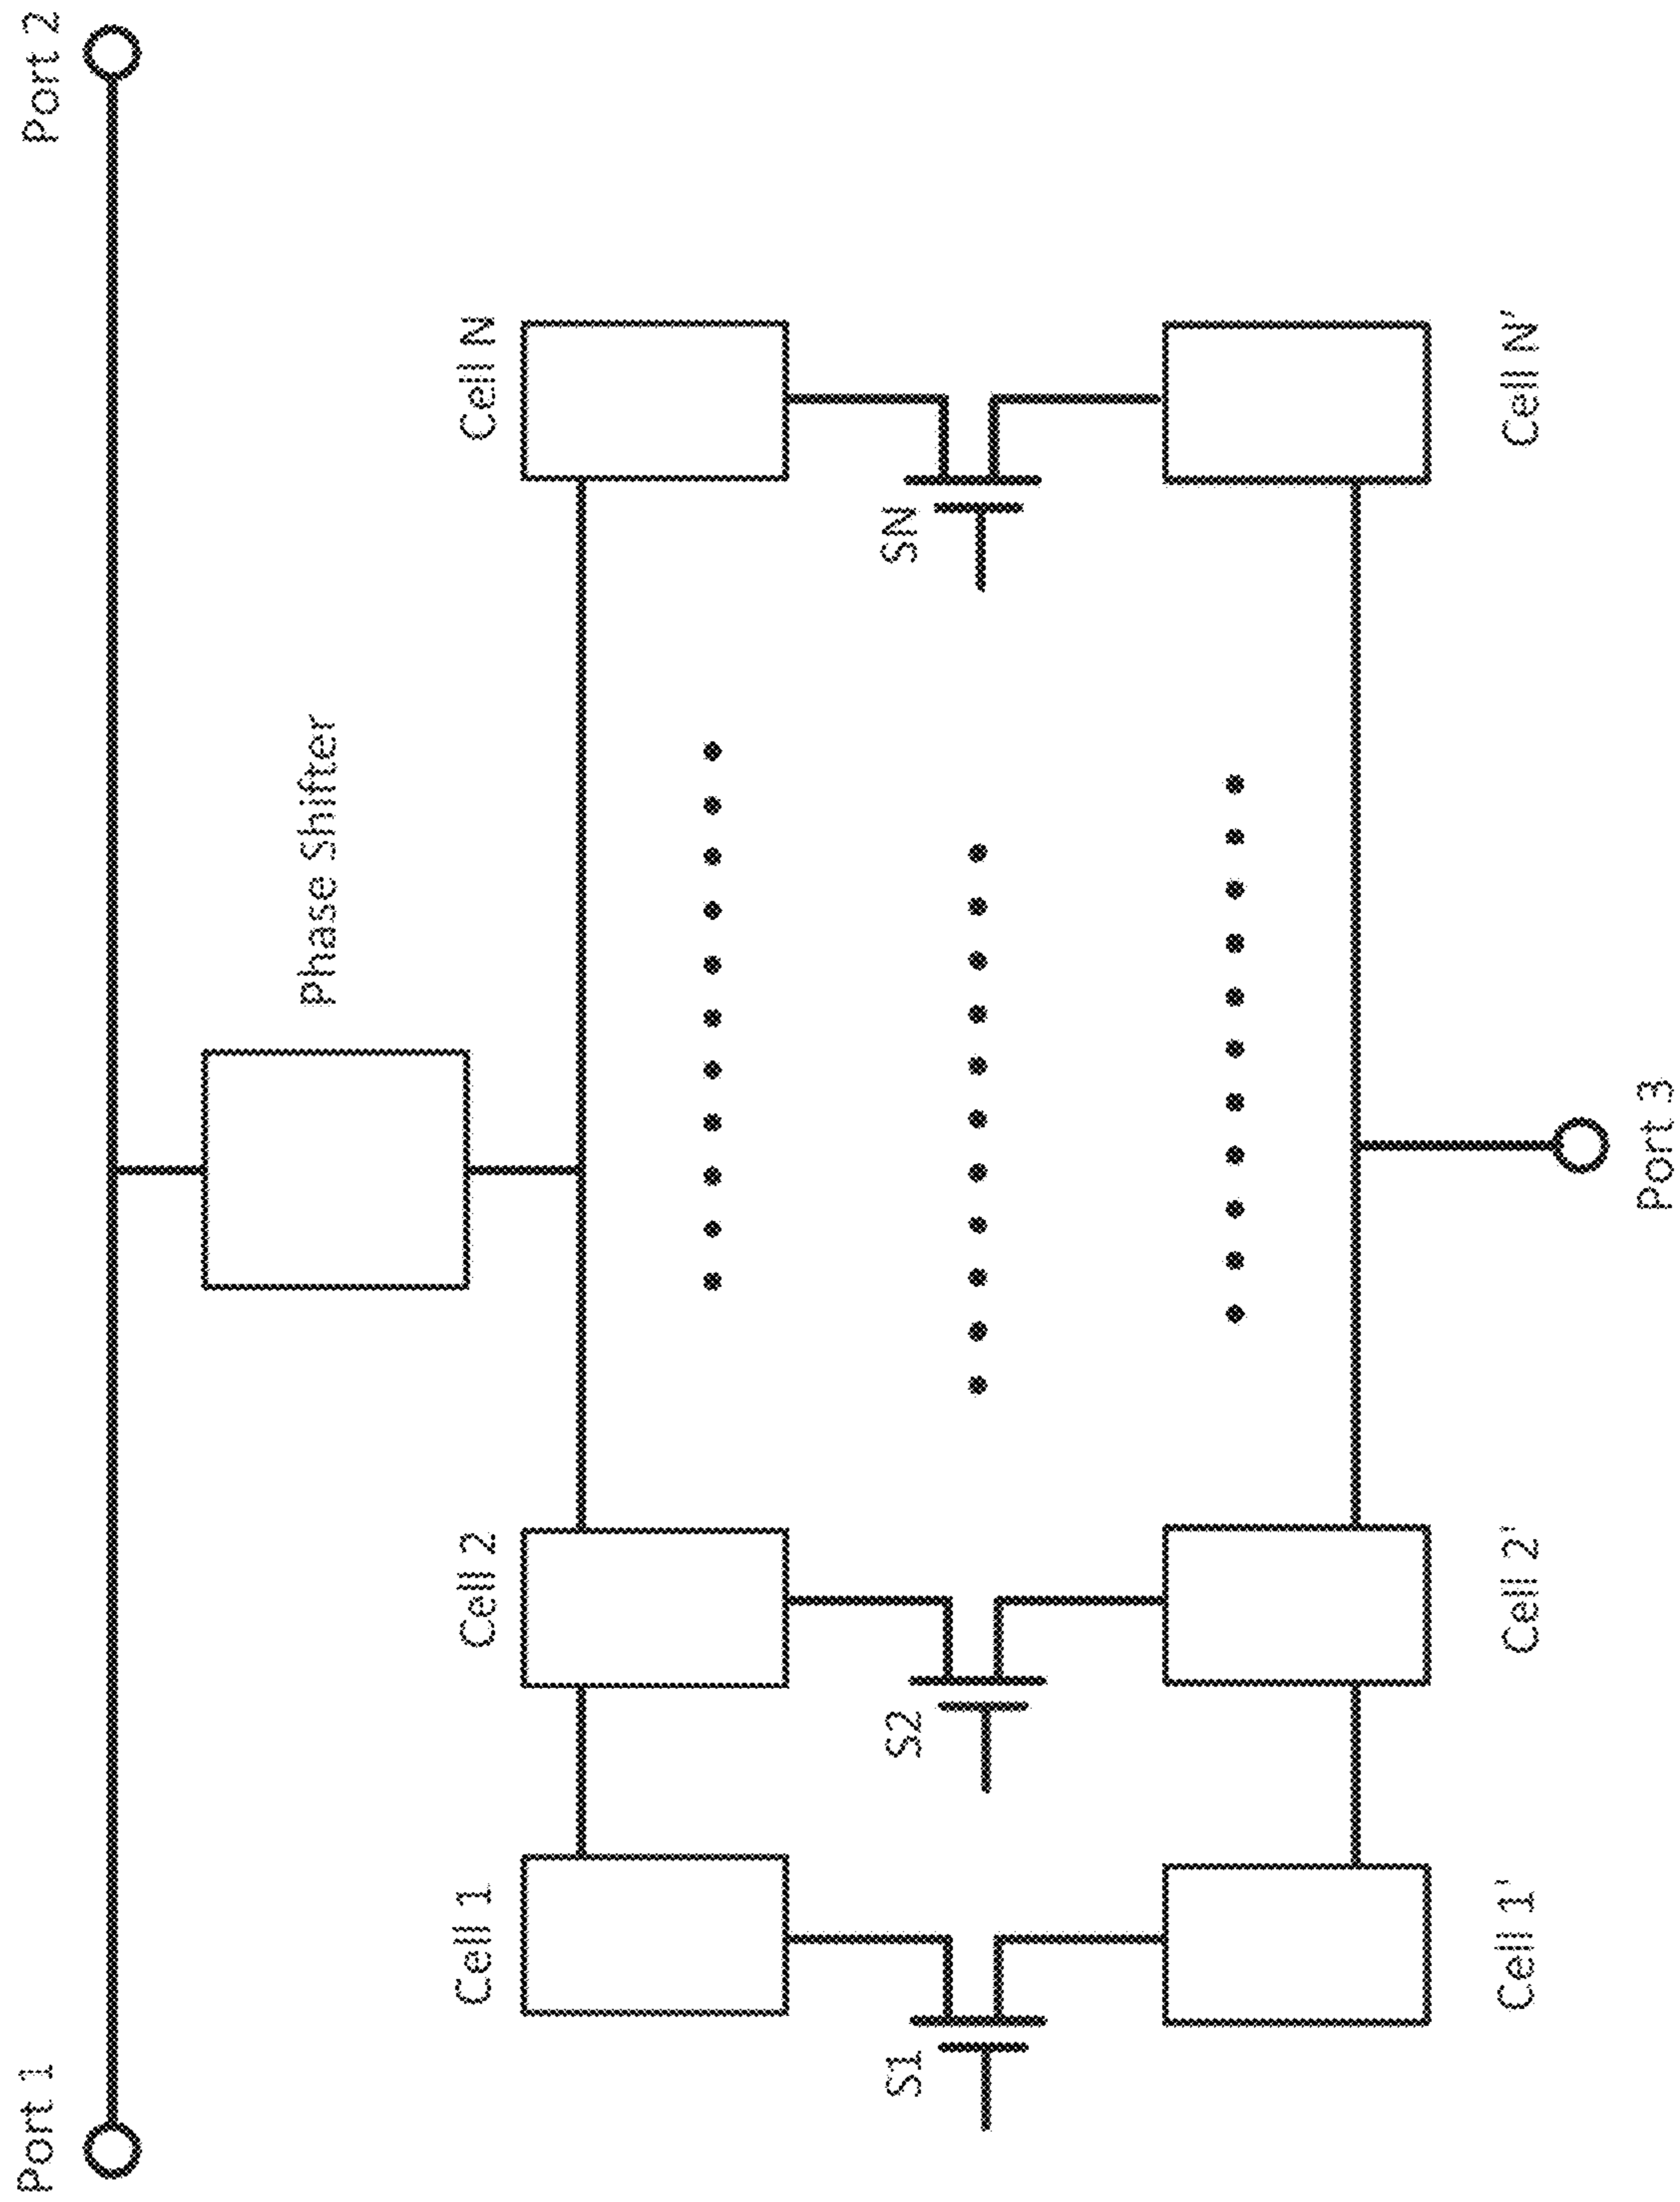 Port 1
Port 2
Phase Shifter
Cell 1
Cell 2
Cell N
S1
S2
SN
Cell 1'
Cell 2'
Cell N'
Port 3